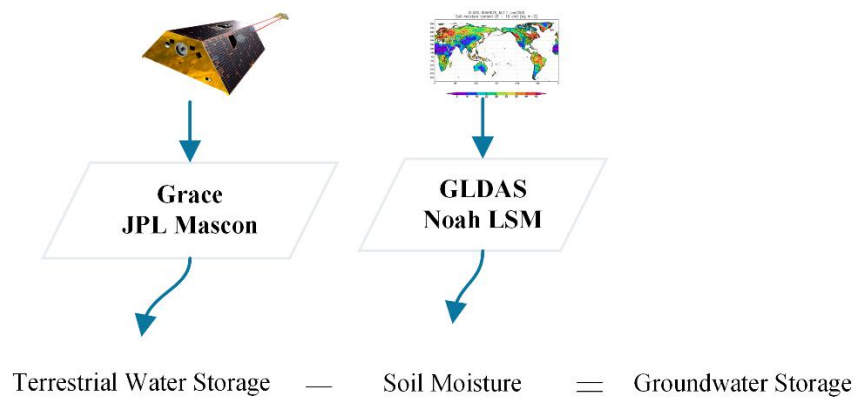 Grace
JPL Mascon
GLDAS
Noah LSM
Terrestrial Water Storage — Soil Moisture = Groundwater Storage